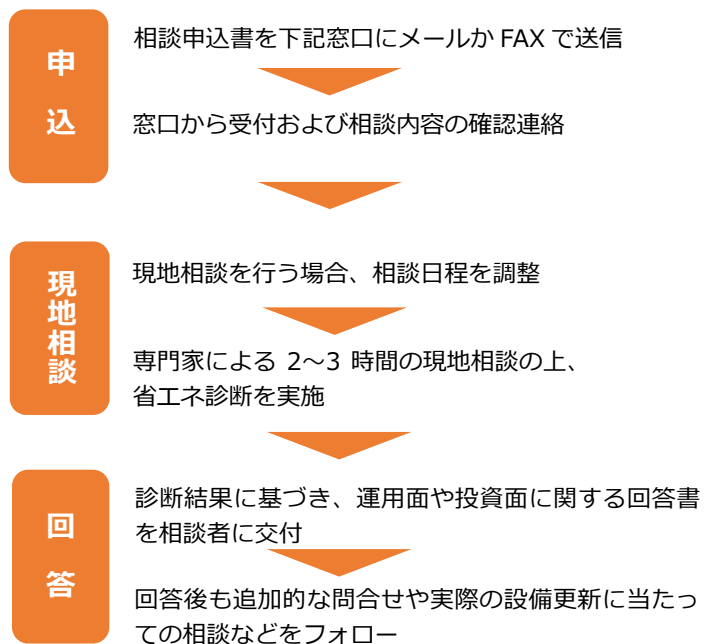 申込
相談申込書を下記窓口にメールか FAX で送信
窓口から受付および相談内容の確認連絡
現地相談
現地相談を行う場合、相談日程を調整
専門家による 2～3 時間の現地相談の上、
省エネ診断を実施
回答
診断結果に基づき、運用面や投資面に関する回答書
を相談者に交付
回答後も追加的な問合せや実際の設備更新に当たっ
ての相談などをフォロー